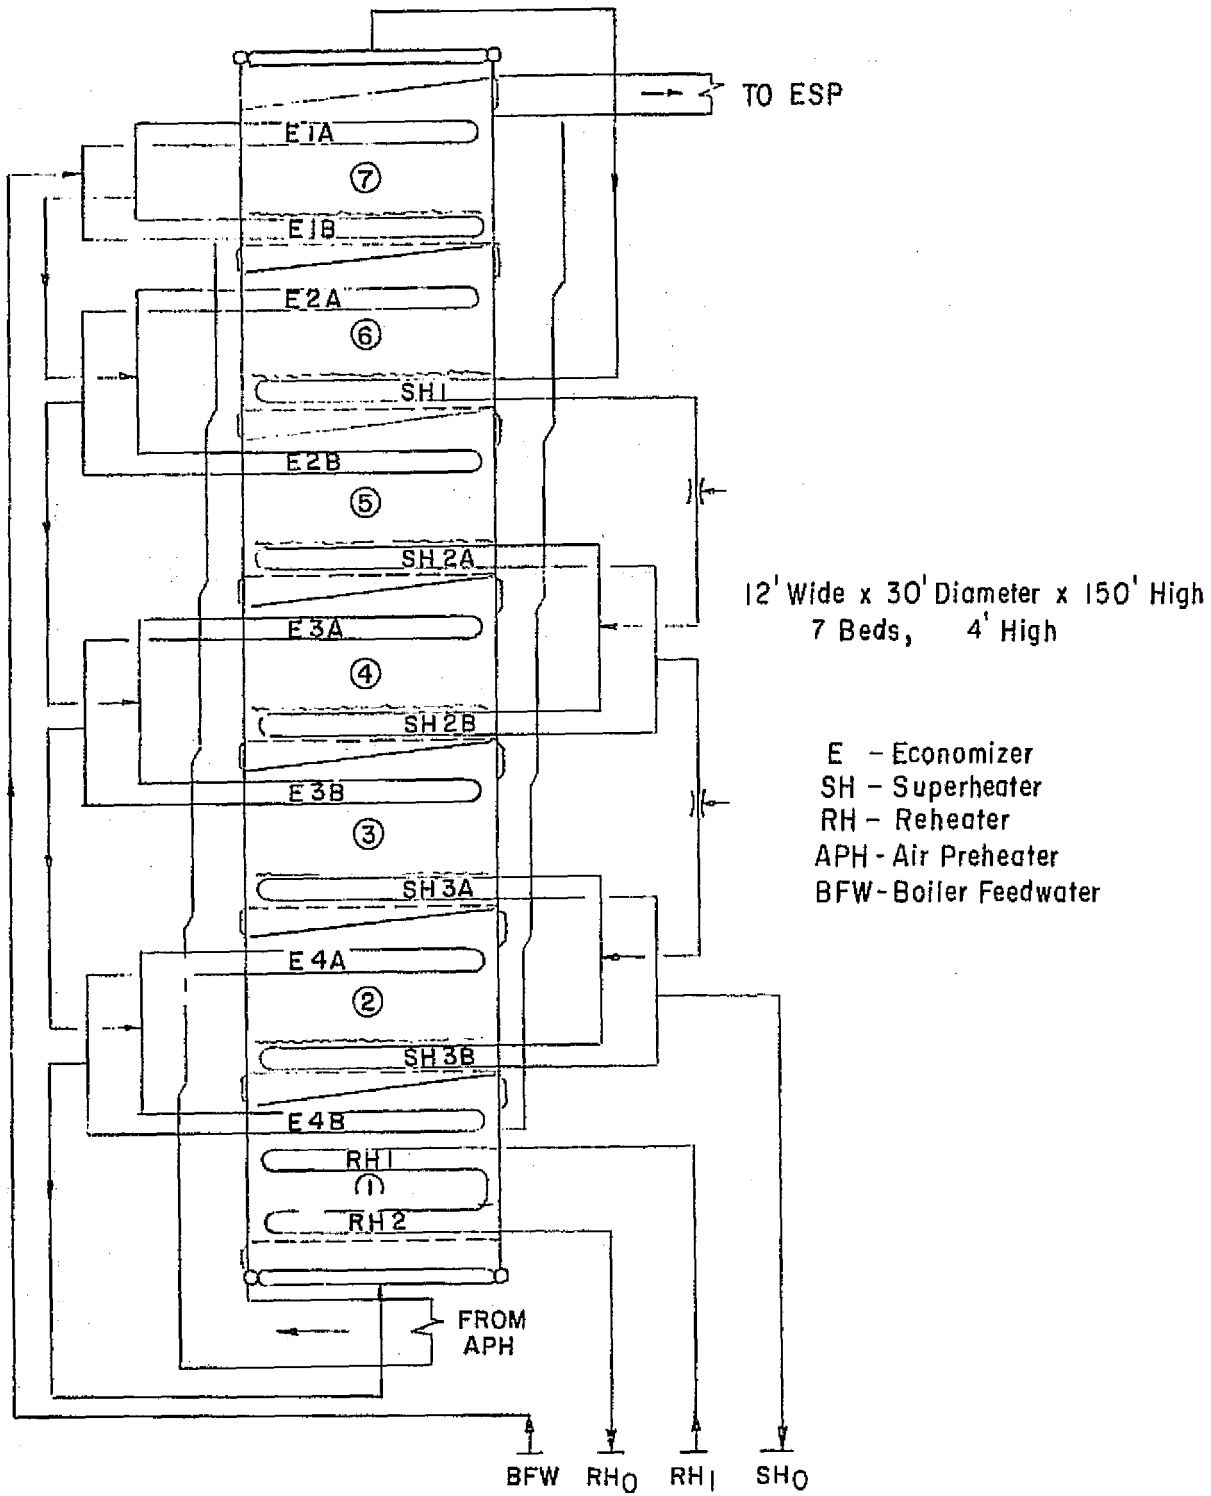 TO ESP
E1A
⑦
E1B
E2A
⑥
SH1
E2B
⑤
SH2A
12' Wide x 30' Diameter x 150' High
7 Beds, 4' High
E3A
④
SH2B
E - Economizer
SH - Superheater
RH - Reheater
APH - Air Preheater
BFW - Boiler Feedwater
E3B
③
SH3A
E4A
②
SH3B
E4B
RH1
①
RH2
FROM
APH
BFW RHO RHI SHO